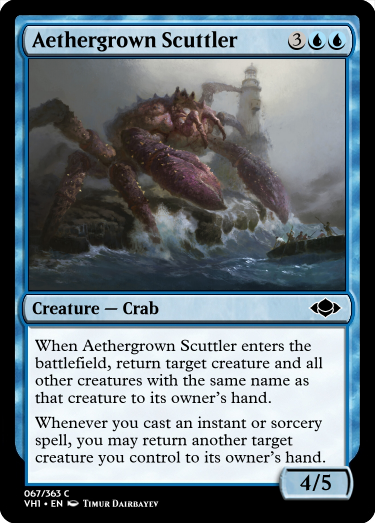 Aethergrown Scuttler 3
Creature — Crab
When Aethergrown Scuttler enters the
battlefield, return target creature and all
other creatures with the same name as
that creature to its owner's hand.
Whenever you cast an instant or sorcery
spell, you may return another target
creature you control to its owner's hand.
4/5
067/363 C
VH1 • EN Timur Dairbayev